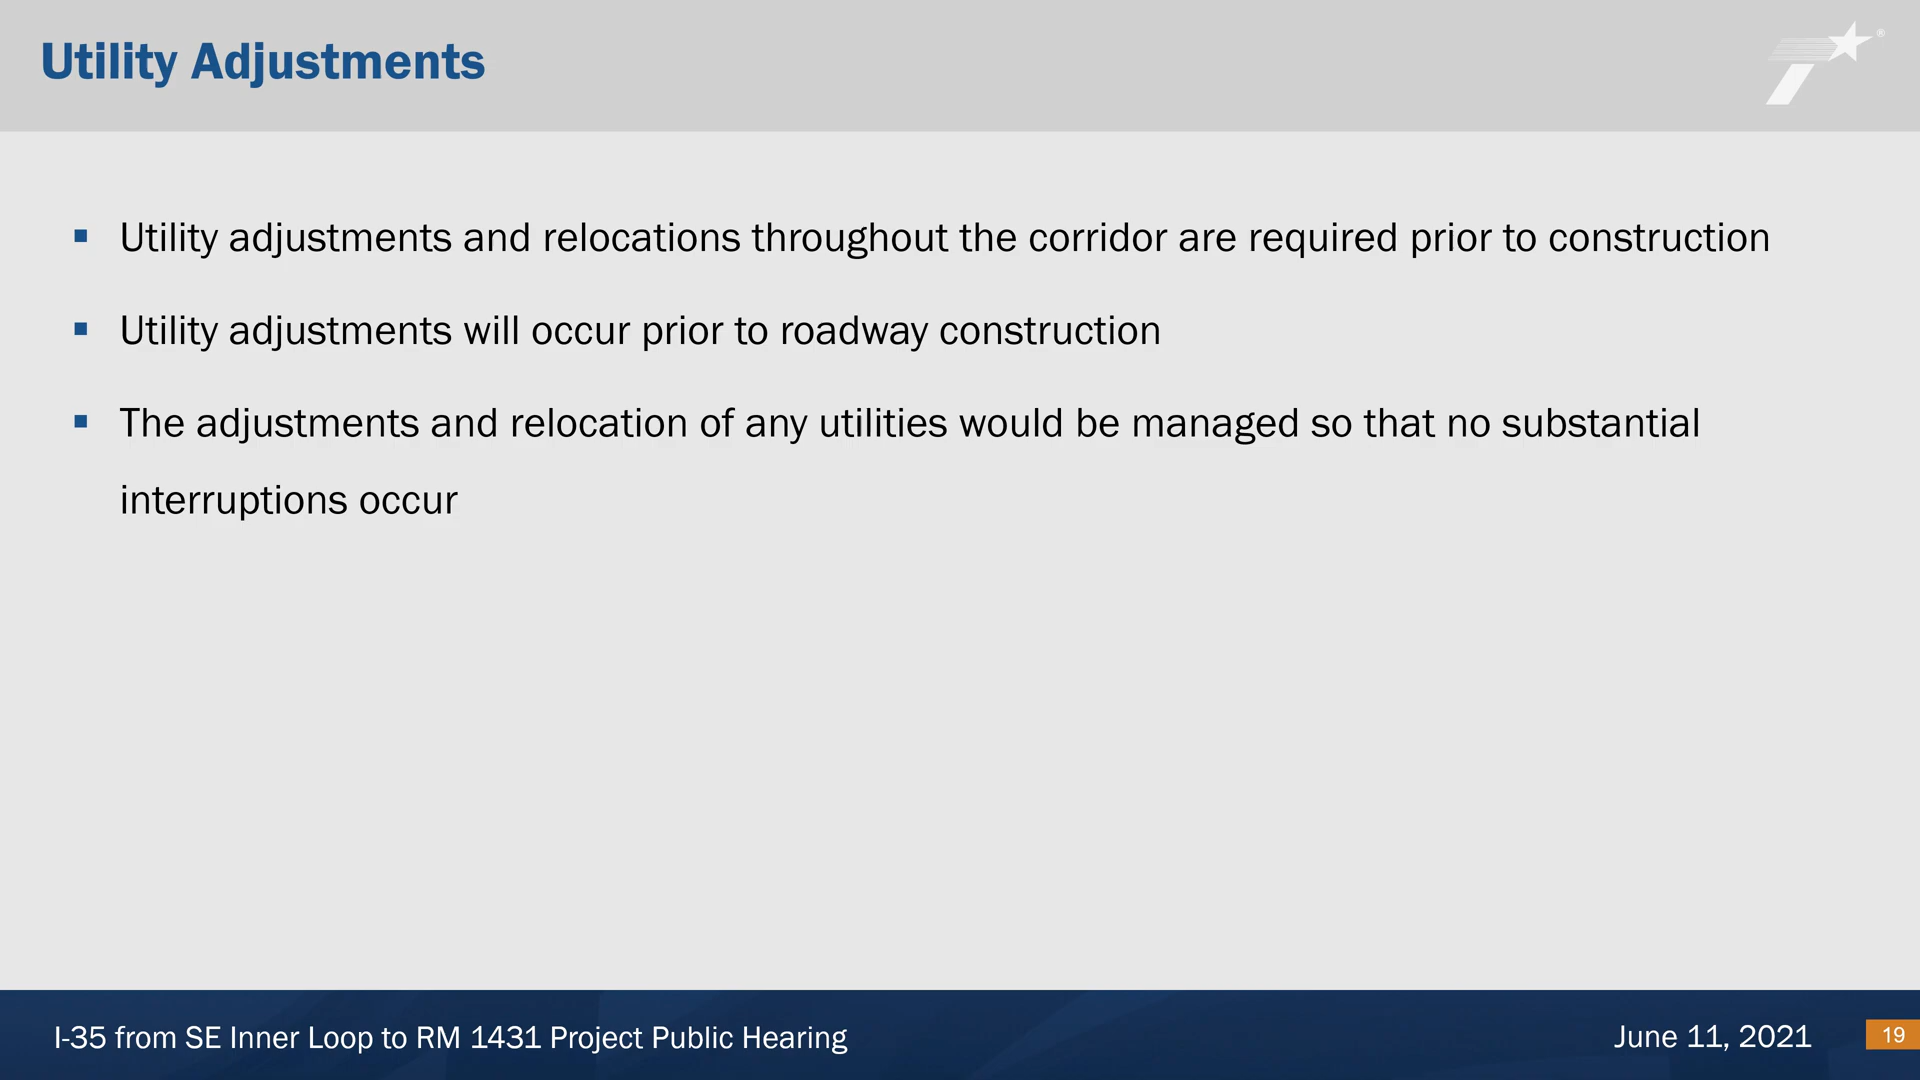 Utility Adjustments
®
▪ Utility adjustments and relocations throughout the corridor are required prior to construction
▪ Utility adjustments will occur prior to roadway construction
▪ The adjustments and relocation of any utilities would be managed so that no substantial
interruptions occur
I-35 from SE Inner Loop to RM 1431 Project Public Hearing
June 11, 2021
19